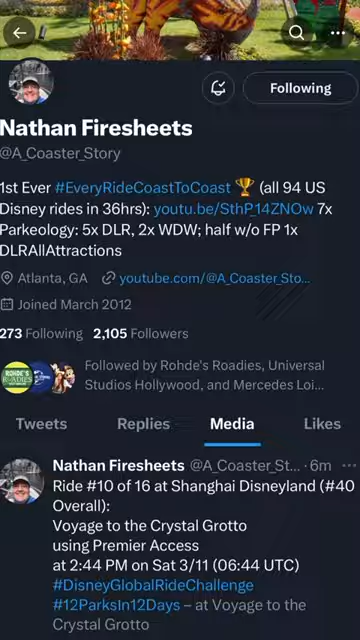 Following
Nathan Firesheets
@A_Coaster_Story
1st Ever #EveryRideCoastToCoast 🏆 (all 94 US
Disney rides in 36hrs): youtu.be/SthP_14ZNOw 7x
Parkeology: 5x DLR, 2x WDW; half w/o FP 1x
DLRAllAttractions
Atlanta, GA youtube.com/@A_Coaster_Sto...
Joined March 2012
273 Following 2,105 Followers
ROHDE'S
ROADIES
Followed by Rohde's Roadies, Universal
Studios Hollywood, and Mercedes Loi...
Tweets Replies Media Likes
Nathan Firesheets @A_Coaster_St... · 6m
Ride #10 of 16 at Shanghai Disneyland (#40
Overall):
Voyage to the Crystal Grotto
using Premier Access
at 2:44 PM on Sat 3/11 (06:44 UTC)
#DisneyGlobalRideChallenge
#12ParksIn12Days – at Voyage to the
Crystal Grotto